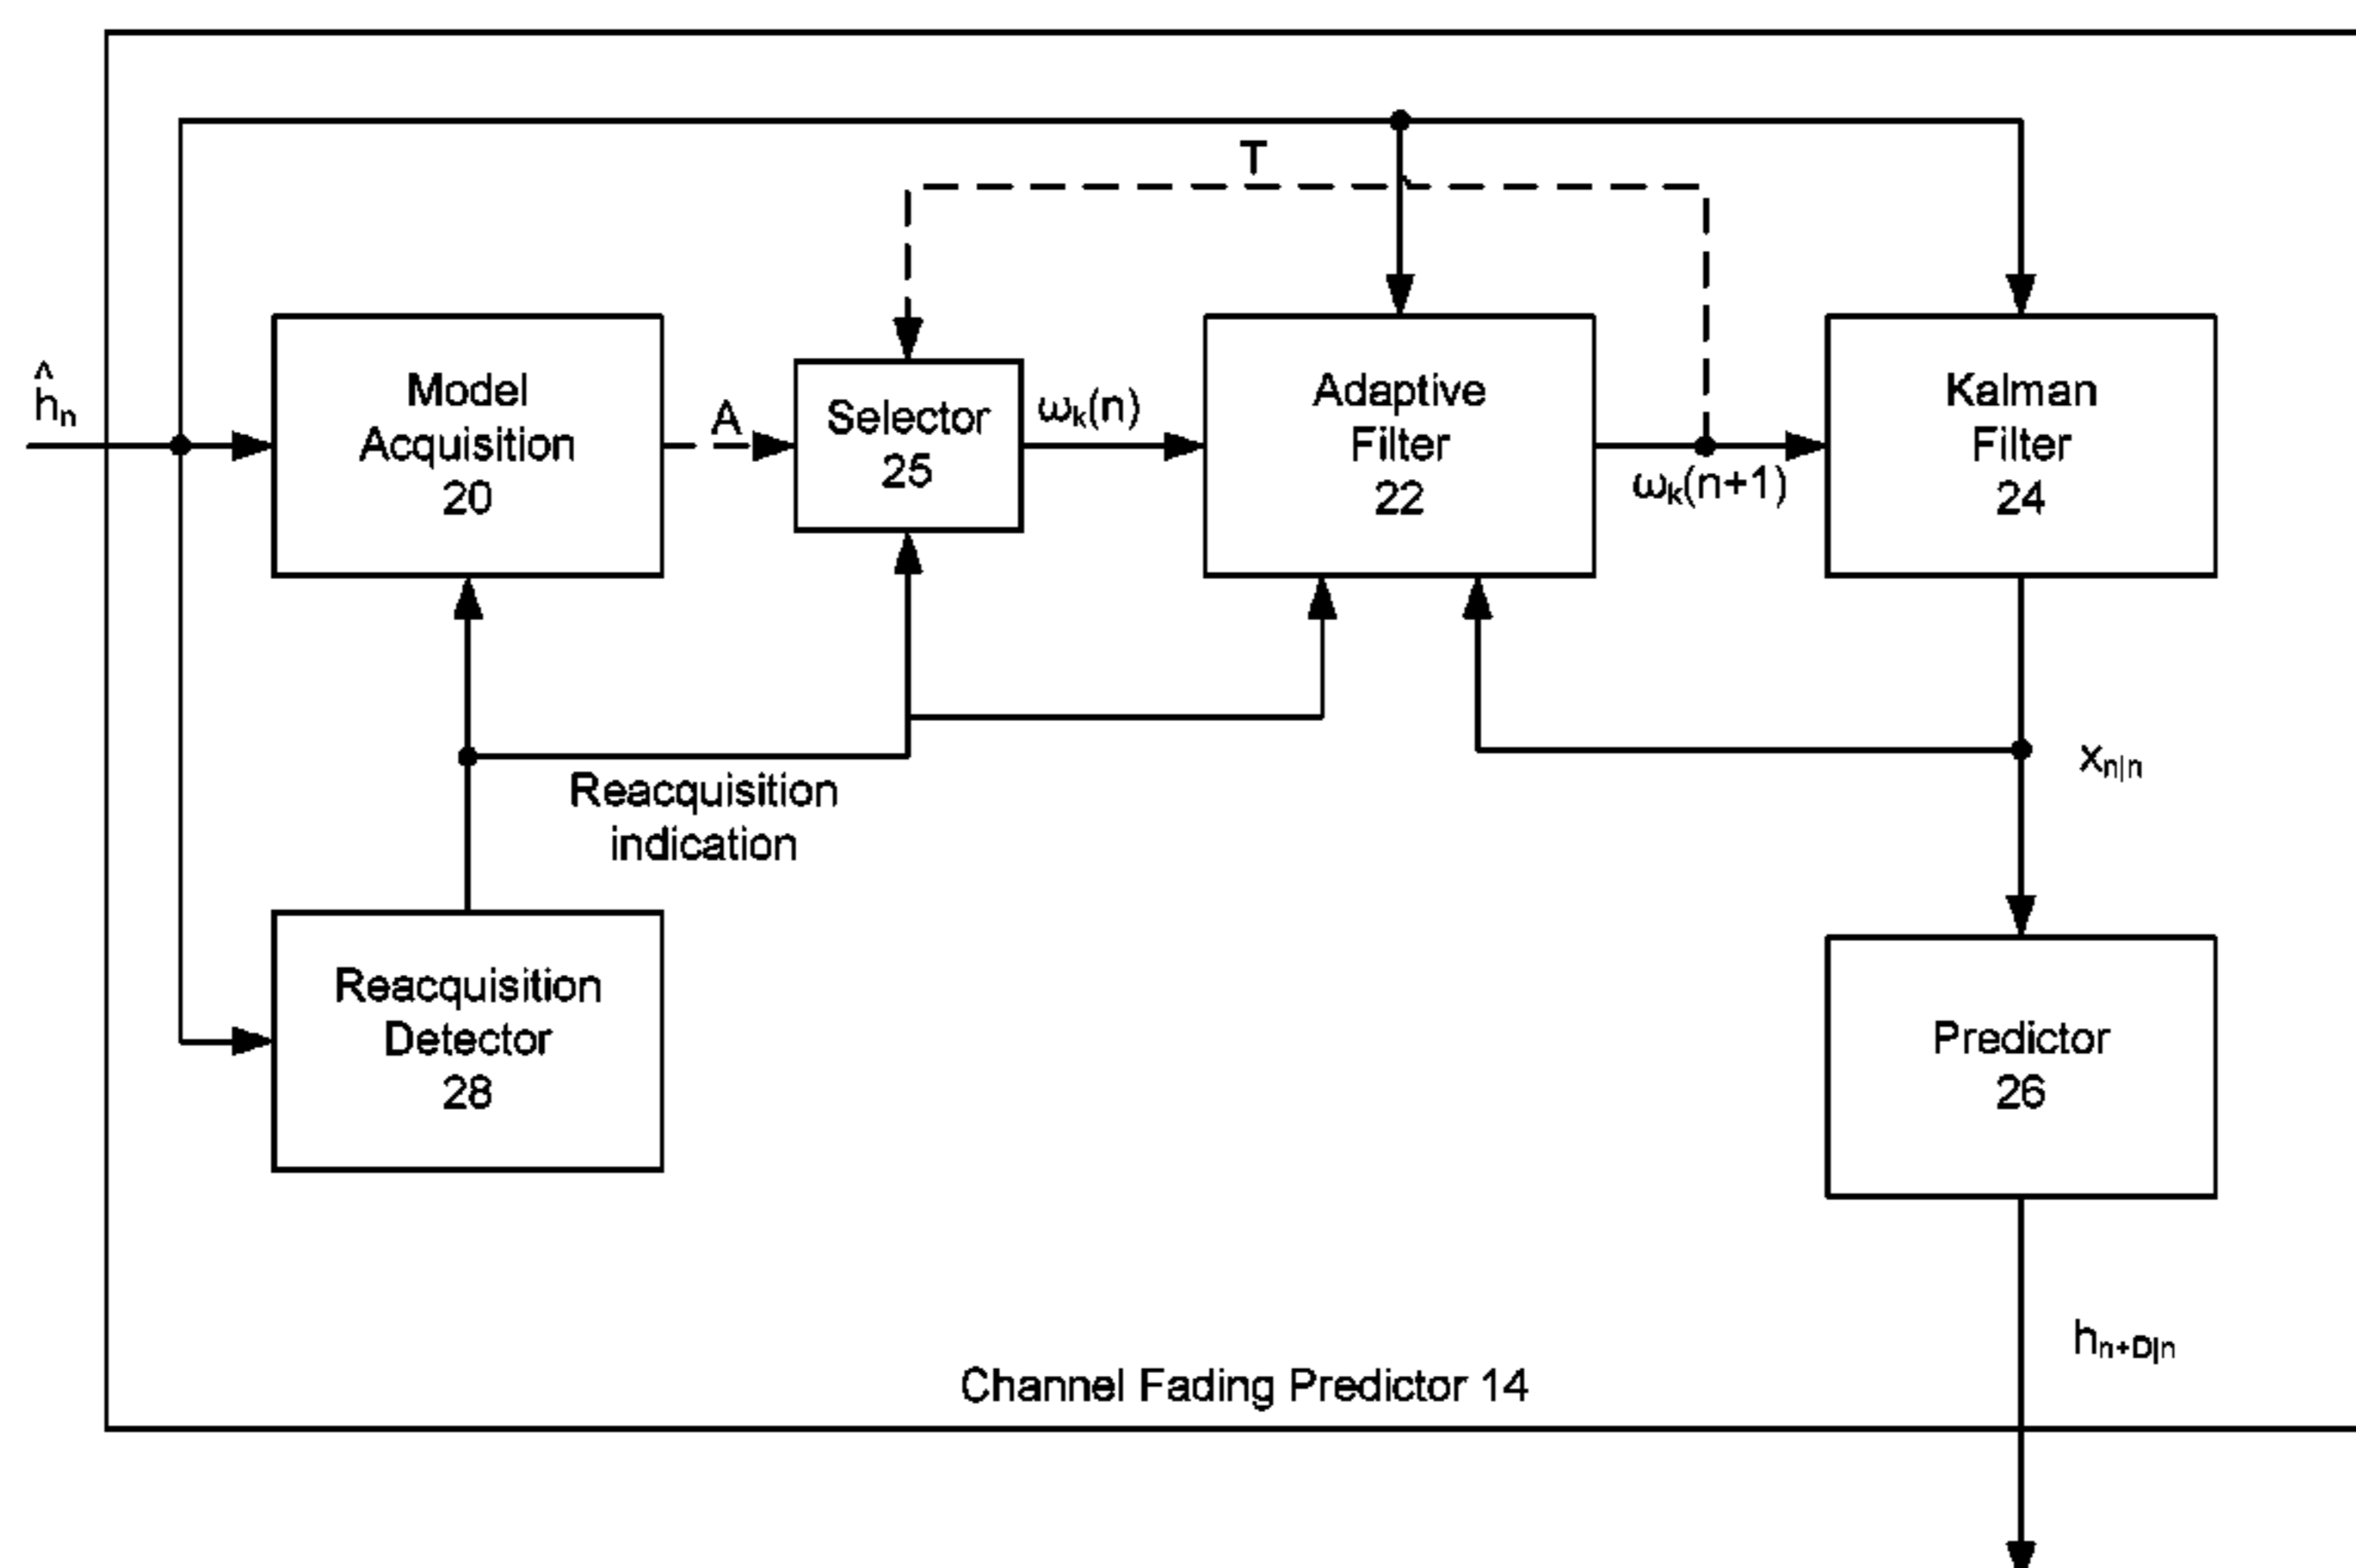 T
ĥₙ
Model
Acquisition
20
A
Selector
25
ωₖ(n)
Adaptive
Filter
22
ωₖ(n+1)
Kalman
Filter
24
Reacquisition
indication
xₙ|ₙ
Reacquisition
Detector
28
Predictor
26
hₙ₊D|ₙ
Channel Fading Predictor 14